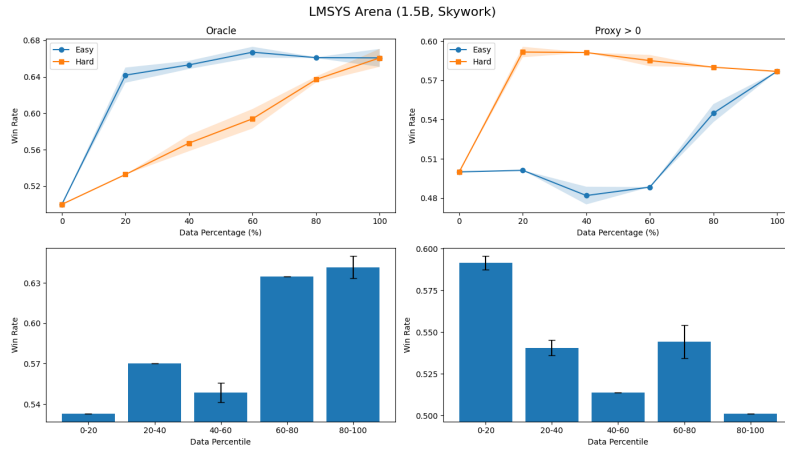 LMSYS Arena (1.5B, Skywork)
Oracle
Easy
Hard
0.68
0.64
0.60
0.56
0.52
Win Rate
0
20
40
60
80
100
Data Percentage (%)
Proxy > 0
Easy
Hard
0.60
0.57
0.54
0.51
0.48
Win Rate
0
20
40
60
80
100
Data Percentage (%)
0.63
0.60
0.57
0.54
Win Rate
0-20
20-40
40-60
60-80
80-100
Data Percentile
0.600
0.575
0.550
0.525
0.500
Win Rate
0-20
20-40
40-60
60-80
80-100
Data Percentile